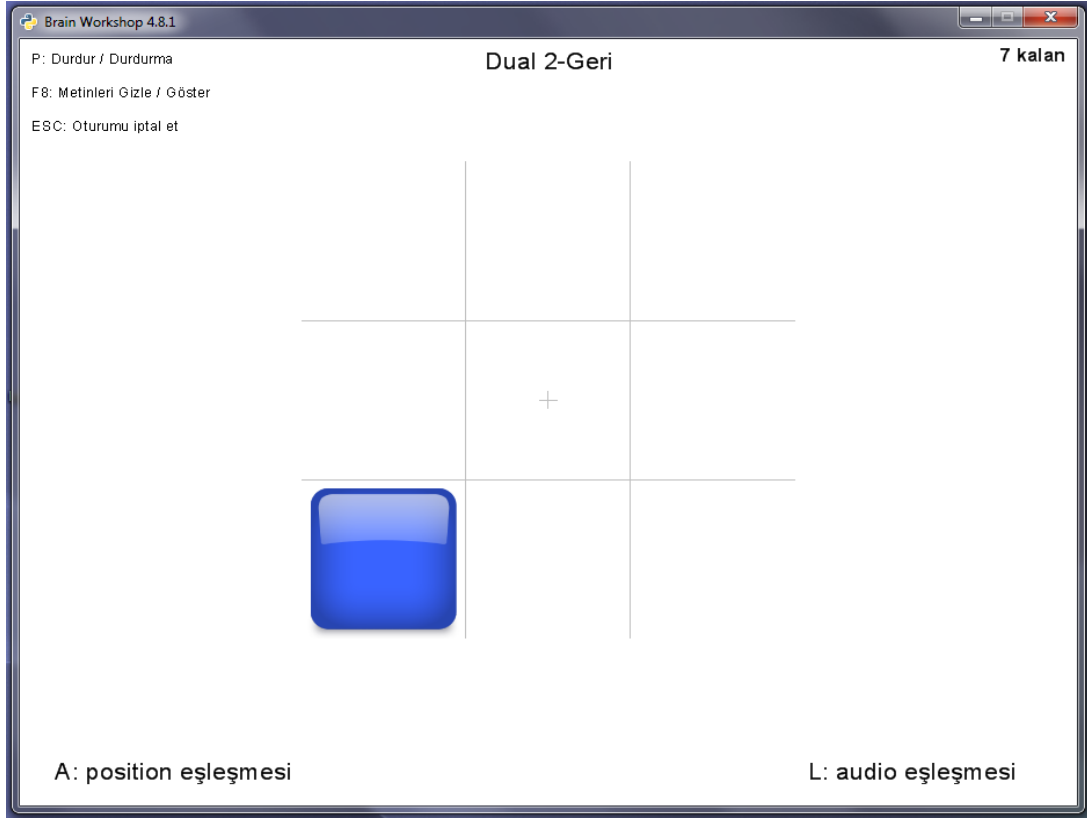 Brain Workshop 4.8.1
P: Durdur / Durdurma
Dual 2-Geri
7 kalan
F8: Metinleri Gizle / Göster
ESC: Oturumu iptal et
A: position eşleşmesi
L: audio eşleşmesi